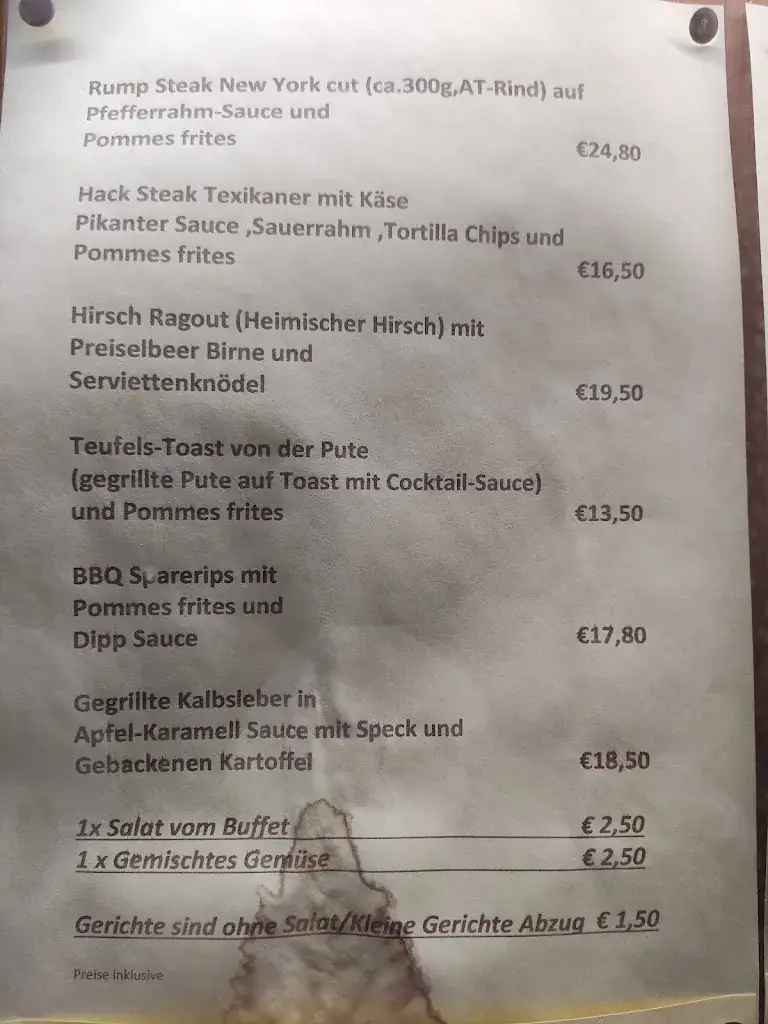 Rump Steak New York cut (ca.300g,AT-Rind) auf
Pfefferrahm-Sauce und
Pommes frites €24,80
Hack Steak Texikaner mit Käse
Pikanter Sauce ,Sauerrahm ,Tortilla Chips und
Pommes frites €16,50
Hirsch Ragout (Heimischer Hirsch) mit
Preiselbeer Birne und
Serviettenknödel €19,50
Teufels-Toast von der Pute
(gegrillte Pute auf Toast mit Cocktail-Sauce)
und Pommes frites €13,50
BBQ Sparerips mit
Pommes frites und
Dipp Sauce €17,80
Gegrillte Kalbsleber in
Apfel-Karamell Sauce mit Speck und
Gebackenen Kartoffel €18,50
1x Salat vom Buffet € 2,50
1 x Gemischtes Gemüse € 2,50
Gerichte sind ohne Salat/Kleine Gerichte Abzug € 1,50
Preise inklusive